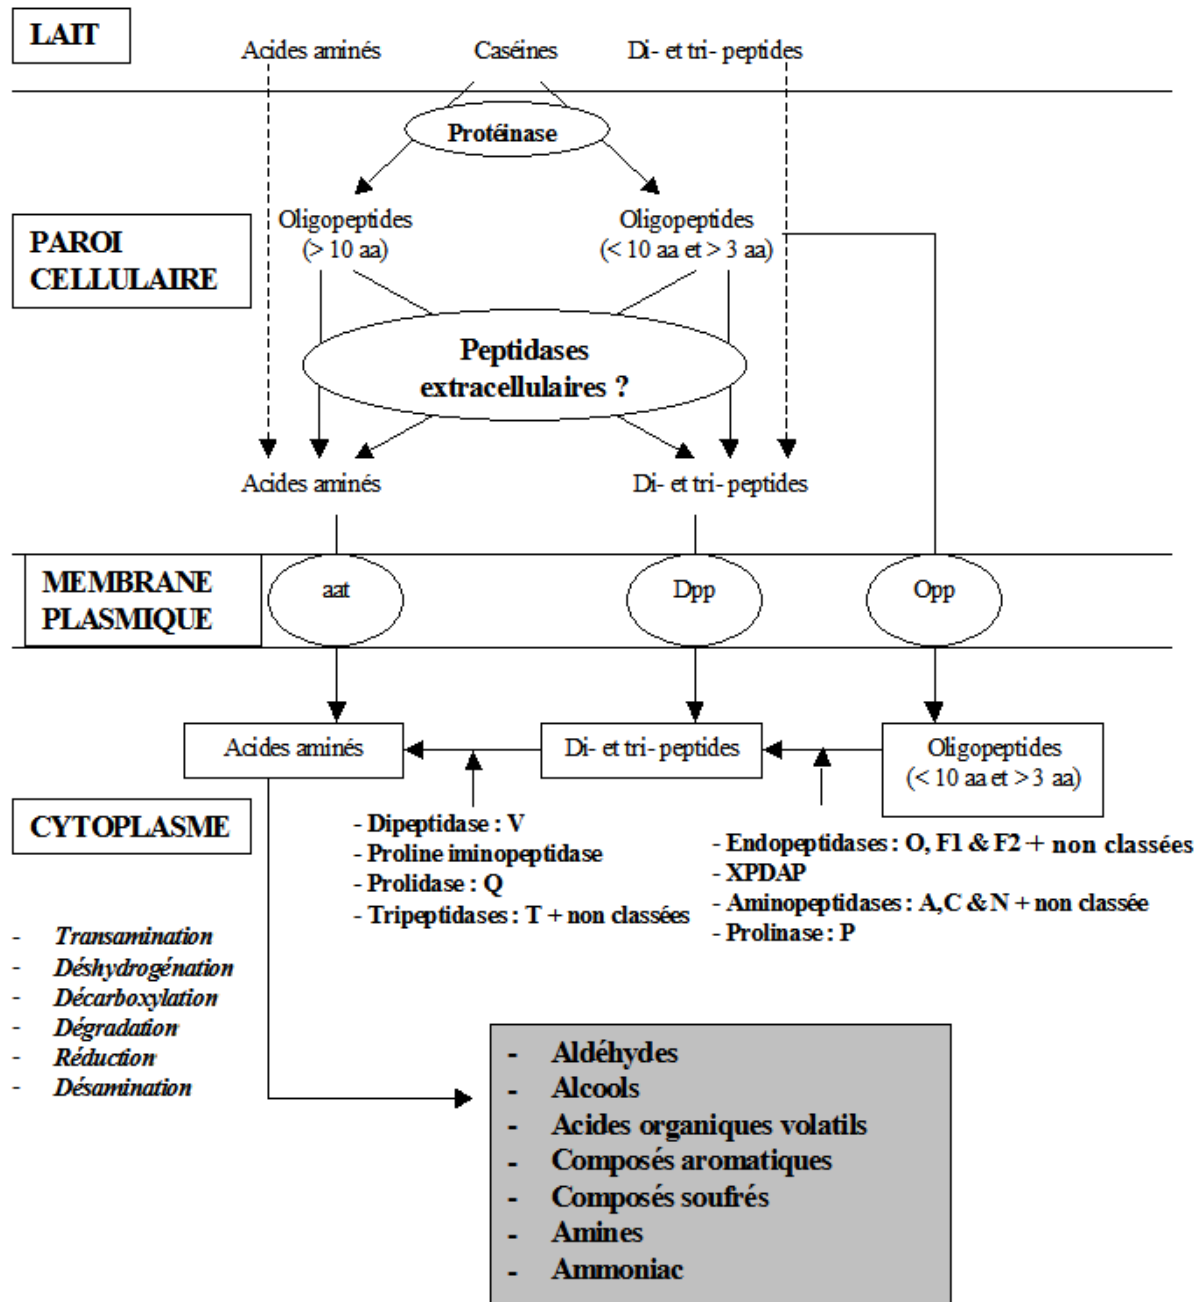 LAIT
Acides aminés
Caséines
Di- et tri- peptides
Protéinase
PAROI
CELLULAIRE
Oligopeptides
(> 10 aa)
Oligopeptides
(< 10 aa et > 3 aa)
Peptidases
extracellulaires ?
Acides aminés
Di- et tri- peptides
MEMBRANE
PLASMIQUE
aat
Dpp
Opp
Acides aminés
Di- et tri- peptides
Oligopeptides
(< 10 aa et > 3 aa)
CYTOPLASME
- Dipeptidase : V
- Proline iminopeptidase
- Prolidase : Q
- Tripeptidases : T + non classées
- Endopeptidases : O, F1 & F2 + non classées
- XPDAP
- Aminopeptidases : A,C & N + non classée
- Prolinase : P
- Transamination
- Déshydrogénation
- Décarboxylation
- Dégradation
- Réduction
- Désamination
- Aldéhydes
- Alcools
- Acides organiques volatils
- Composés aromatiques
- Composés soufrés
- Amines
- Ammoniac